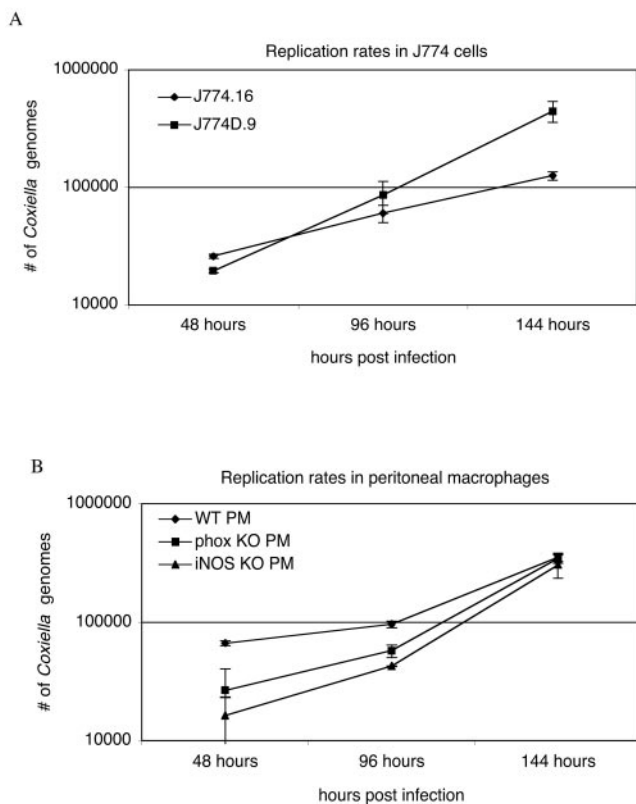 A
Replication rates in J774 cells
1000000
J774.16
J774D.9
100000
10000
# of Coxiella genomes
48 hours 96 hours 144 hours
hours post infection
B
Replication rates in peritoneal macrophages
1000000
WT PM
phox KO PM
iNOS KO PM
100000
10000
# of Coxiella genomes
48 hours 96 hours 144 hours
hours post infection